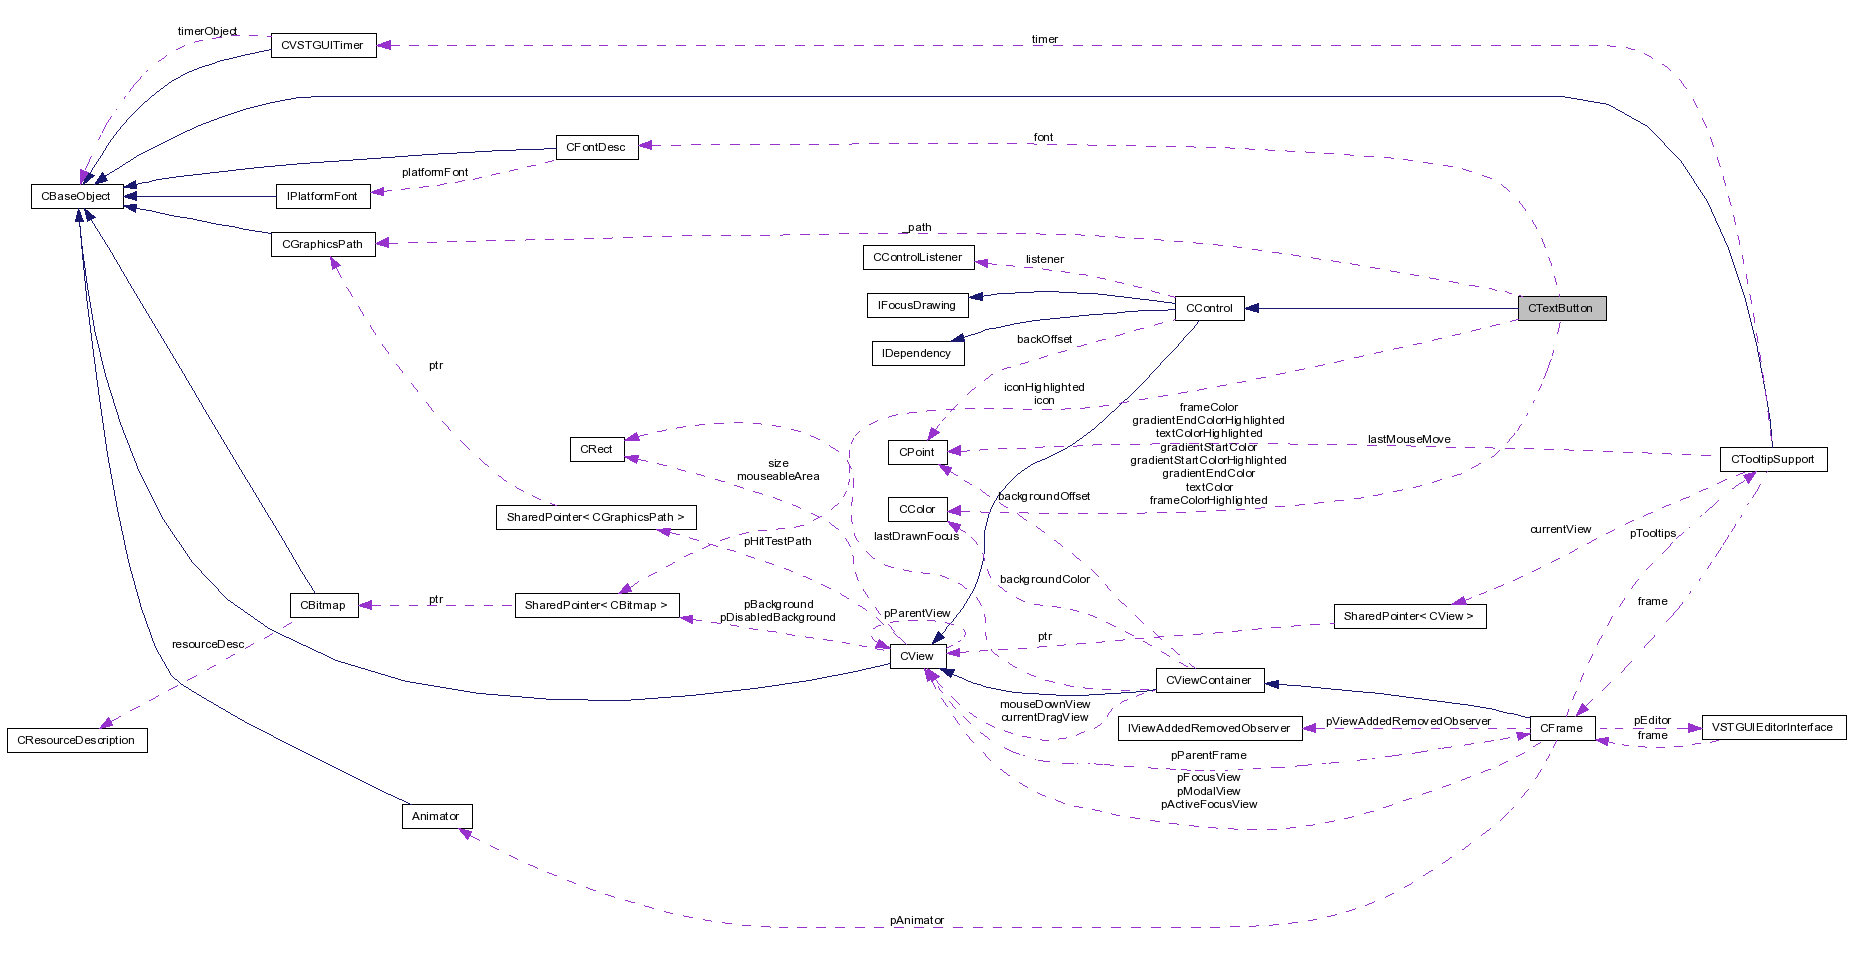 timerObject
CVSTGUITimer
timer
CFontDesc
font
platformFont
CBaseObject
IPlatformFont
CGraphicsPath
_path
CControlListener
listener
IFocusDrawing
CControl
CTextButton
backOffset
IDependency
ptr
iconHighlighted
icon
frameColor
gradientEndColorHighlighted
textColorHighlighted
gradientStartColor
gradientStartColorHighlighted
gradientEndColor
textColor
frameColorHighlighted
CRect
CPoint
lastMouseMove
CTooltipSupport
size
mouseableArea
backgroundOffset
SharedPointer< CGraphicsPath >
CColor
lastDrawnFocus
pHitTestPath
currentView
pTooltips
backgroundColor
CBitmap
ptr
SharedPointer< CBitmap >
pBackground
pDisabledBackground
pParentView
SharedPointer< CView >
frame
resourceDesc
CView
ptr
CViewContainer
mouseDownView
currentDragView
CResourceDescription
IViewAddedRemovedObserver
pViewAddedRemovedObserver
CFrame
pEditor
frame
VSTGUIEditorInterface
pParentFrame
pFocusView
pModalView
pActiveFocusView
Animator
pAnimator